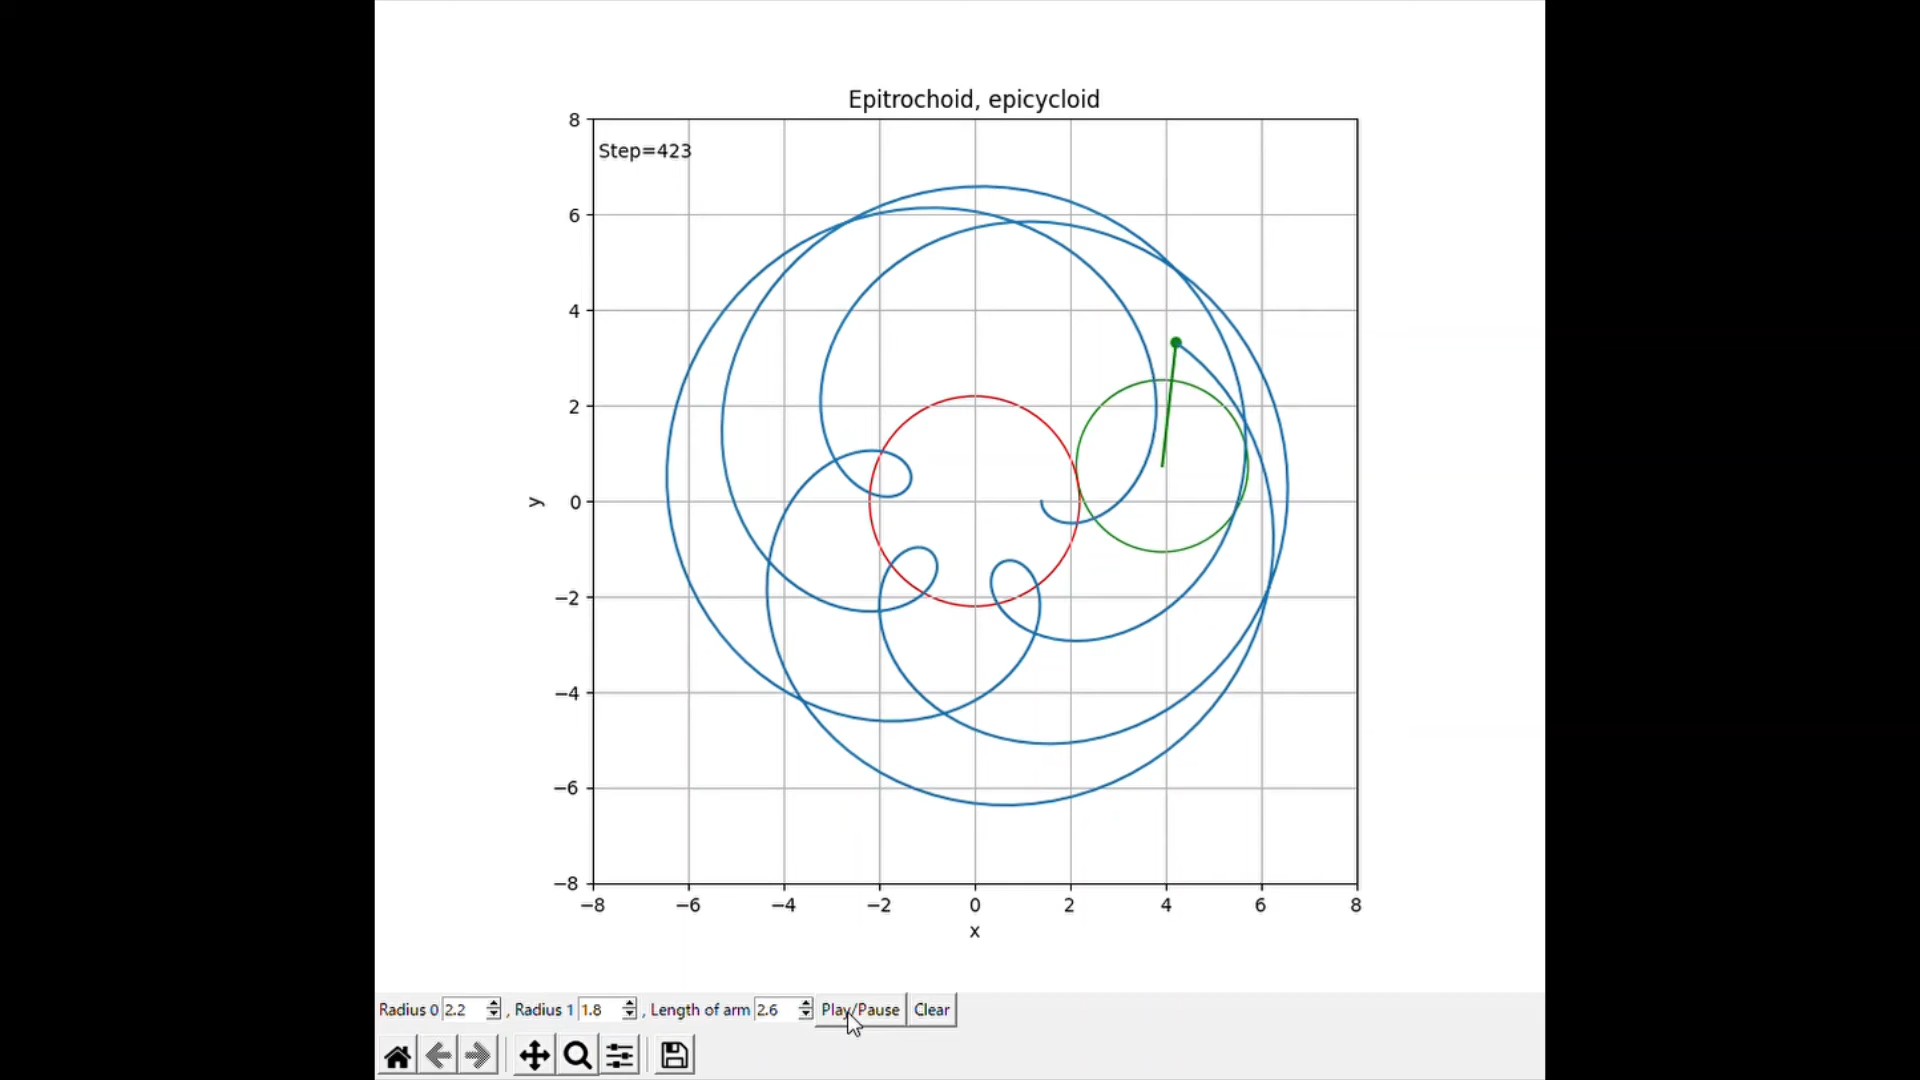 Epitrochoid, epicycloid
Step=423
8
6
4
2
0
−2
−4
−6
−8
y
−8 −6 −4 −2 0 2 4 6 8
x
Radius 0 2.2 , Radius 1 1.8 , Length of arm 2.6 Play/Pause Clear